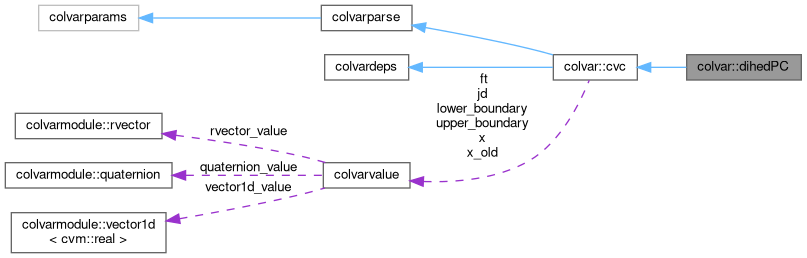 colvarparams
colvarparse
colvardeps
colvar::cvc
colvar::dihedPC
ft
jd
lower_boundary
upper_boundary
x
x_old
colvarmodule::rvector
rvector_value
colvarmodule::quaternion
quaternion_value
colvarvalue
vector1d_value
colvarmodule::vector1d
< cvm::real >